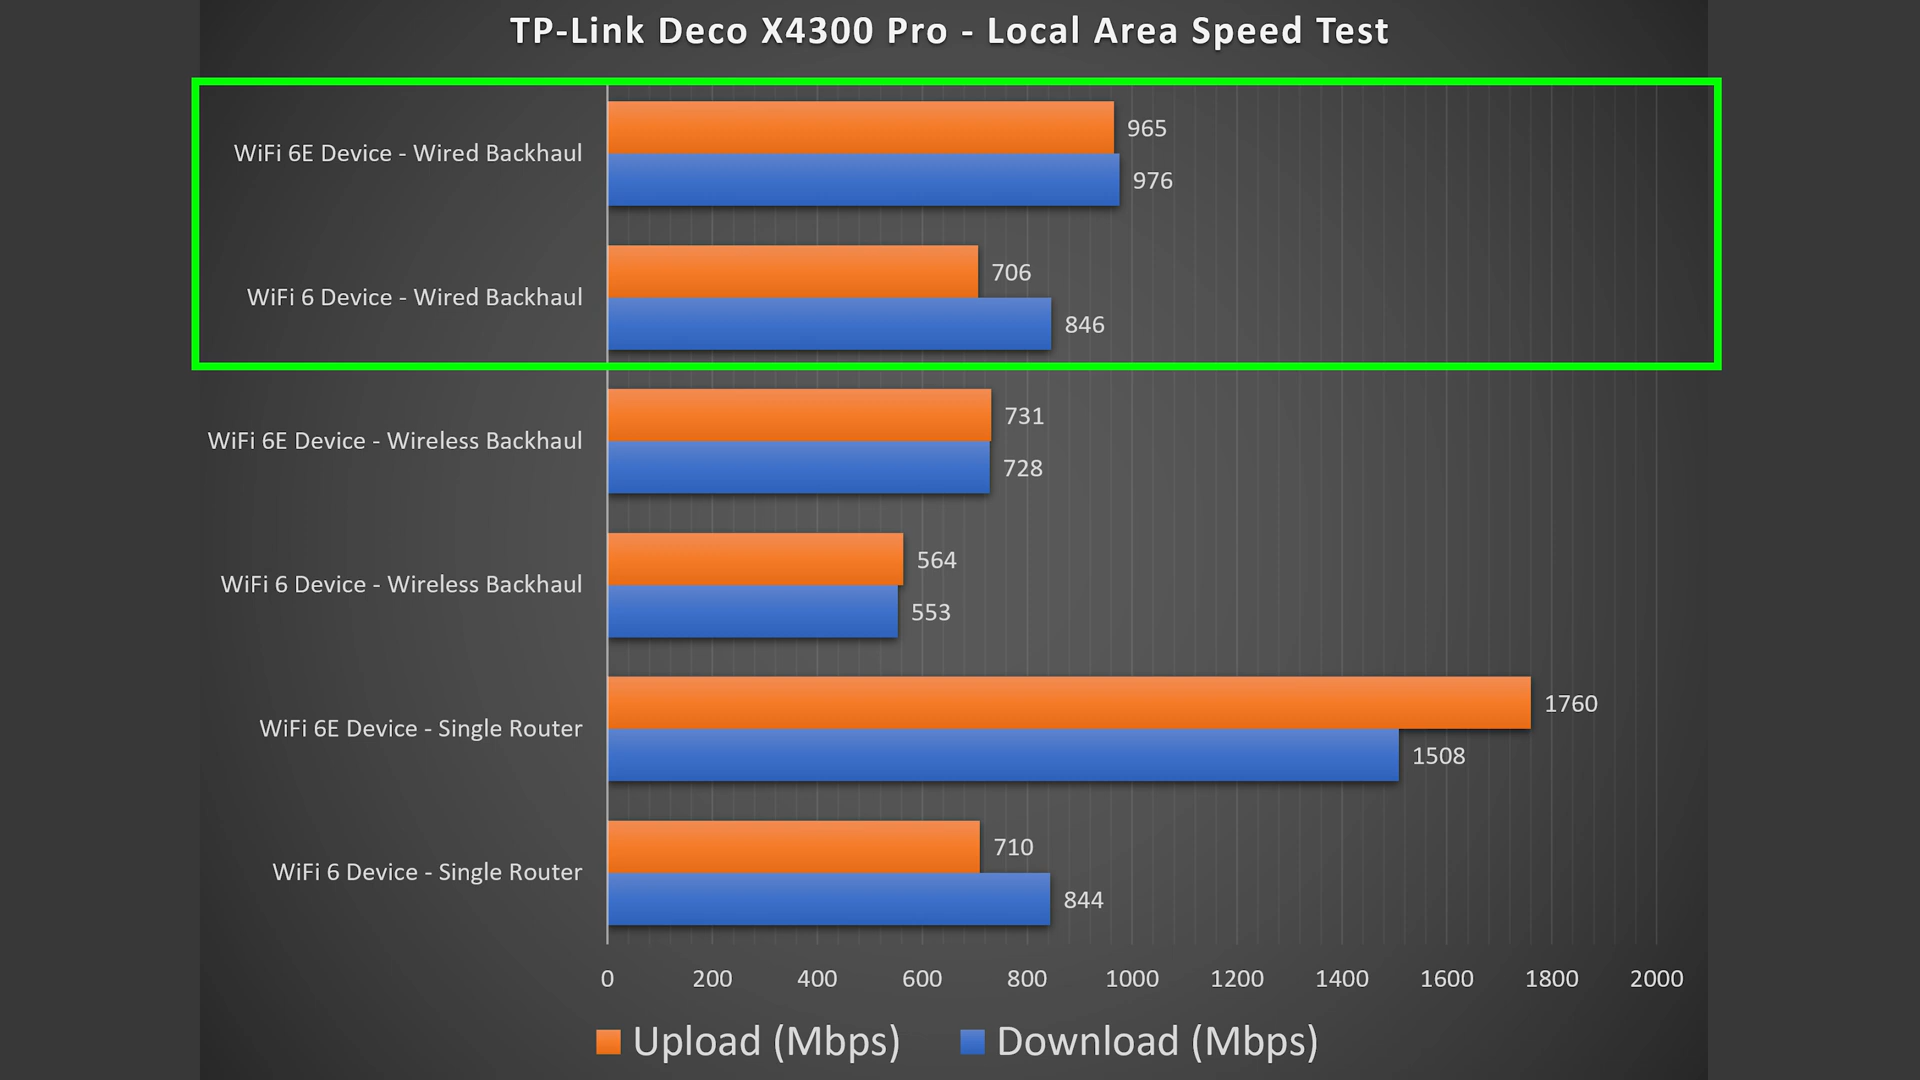 TP-Link Deco X4300 Pro - Local Area Speed Test
WiFi 6E Device - Wired Backhaul
965
976
WiFi 6 Device - Wired Backhaul
706
846
WiFi 6E Device - Wireless Backhaul
731
728
WiFi 6 Device - Wireless Backhaul
564
553
WiFi 6E Device - Single Router
1760
1508
WiFi 6 Device - Single Router
710
844
0 200 400 600 800 1000 1200 1400 1600 1800 2000
Upload (Mbps) Download (Mbps)